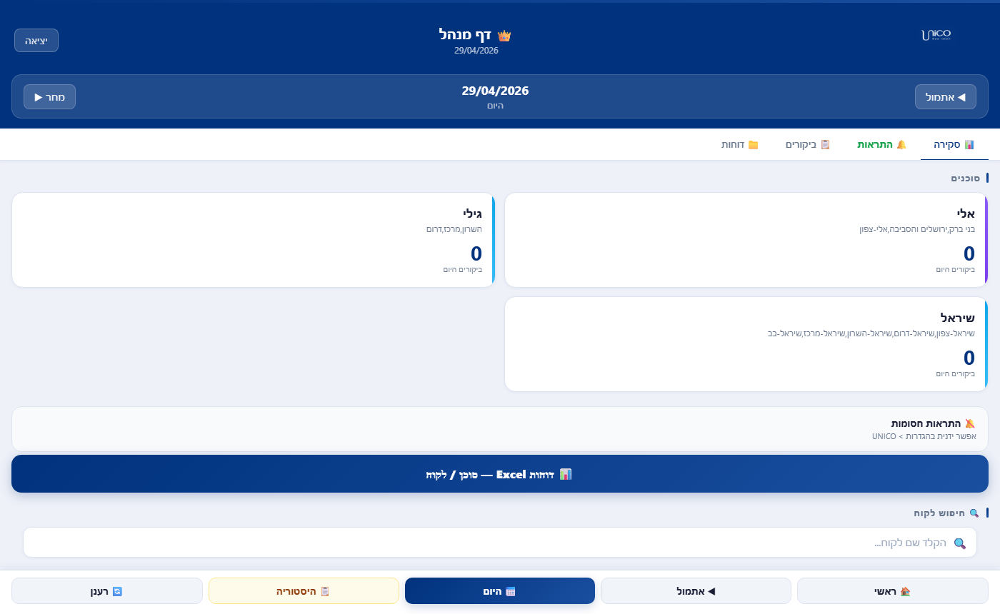 UNICO
👑 דף מנהל
29/04/2026
יציאה
◀ אתמול
29/04/2026
היום
מחר ▶
📊 סקירה
🔔 התראות
📋 ביקורים
📁 דוחות
סוכנים
אלי
בני ברק,ירושלים והסביבה,אלי-צפון
0
ביקורים היום
גילי
השרון,מרכז,דרום
0
ביקורים היום
שיראל
שיראל-צפון,שיראל-דרום,שיראל-השרון,שיראל-מרכז,שיראל-בב
0
ביקורים היום
🔕 התראות חסומות
אפשר ידנית בהגדרות > UNICO
📊 דוחות Excel — סוכן / לקוח
🔍 חיפוש לקוח
🔍 הקלד שם לקוח...
🏠 ראשי
◀ אתמול
📅 היום
📋 היסטוריה
🔄 רענן